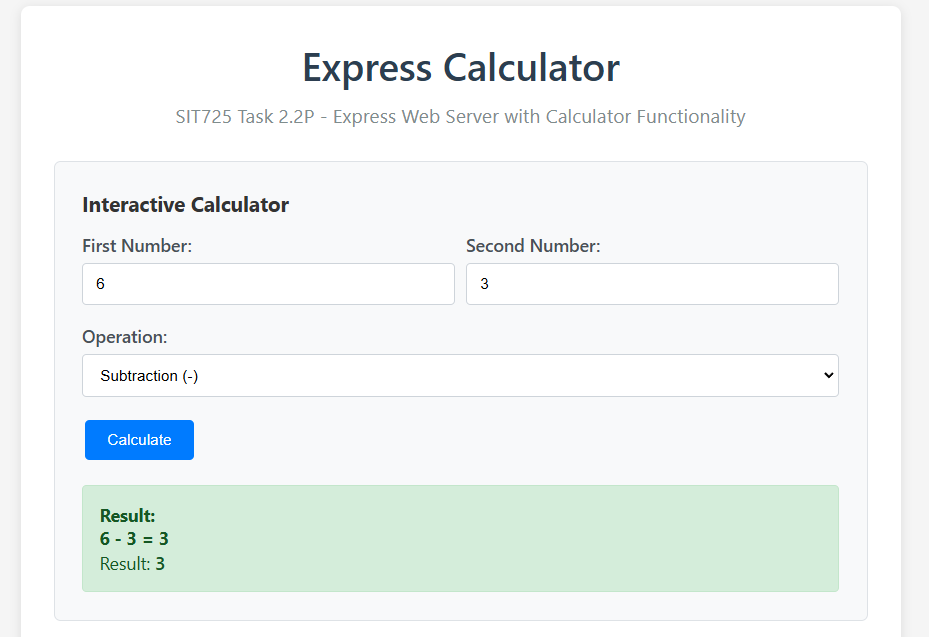 Express Calculator
SIT725 Task 2.2P - Express Web Server with Calculator Functionality
Interactive Calculator
First Number:
Second Number:
6
3
Operation:
Subtraction (-)
Calculate
Result:
6 - 3 = 3
Result: 3